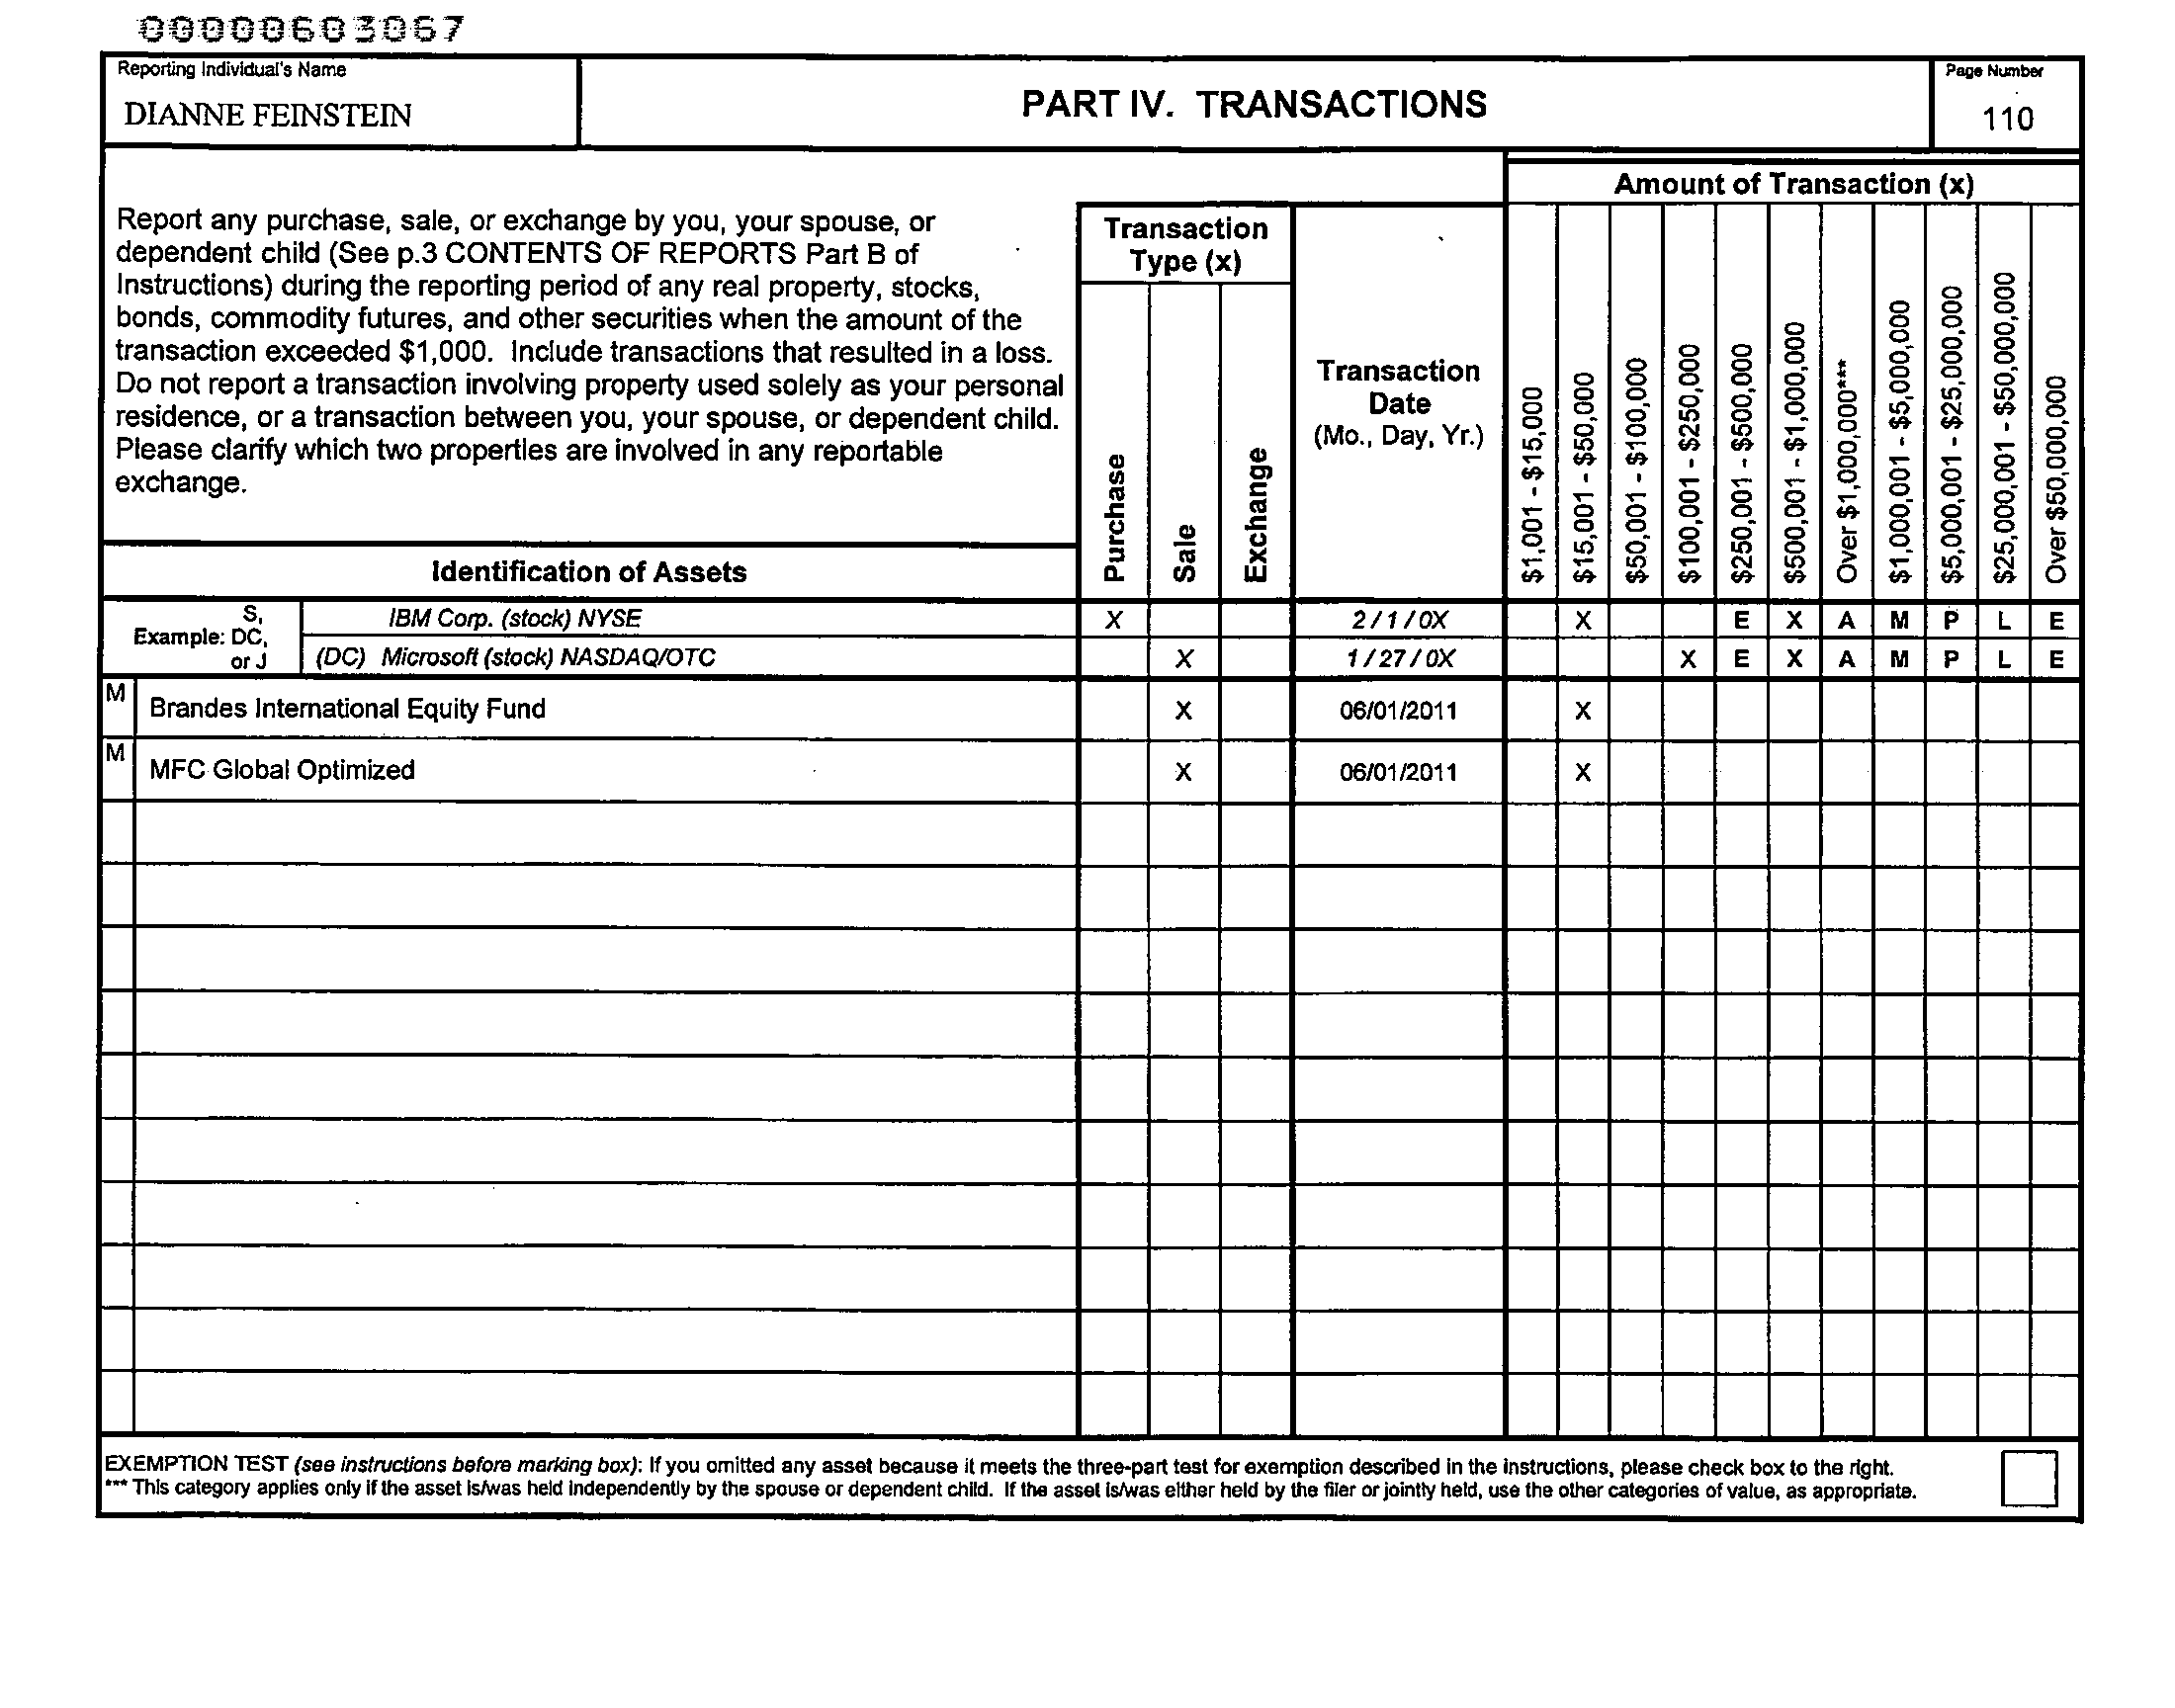 00000603067
Reporting Individual's Name
DIANNE FEINSTEIN
PART IV. TRANSACTIONS
Page Number
110
Amount of Transaction (x)
Report any purchase, sale, or exchange by you, your spouse, or
dependent child (See p.3 CONTENTS OF REPORTS Part B of
Instructions) during the reporting period of any real property, stocks,
bonds, commodity futures, and other securities when the amount of the
transaction exceeded $1,000. Include transactions that resulted in a loss.
Do not report a transaction involving property used solely as your personal
residence, or a transaction between you, your spouse, or dependent child.
Please clarify which two properties are involved in any reportable
exchange.
Transaction
Type (x)
Purchase
Sale
Exchange
Transaction
Date
(Mo., Day, Yr.)
$1,001 - $15,000
$15,001 - $50,000
$50,001 - $100,000
$100,001 - $250,000
$250,001 - $500,000
$500,001 - $1,000,000
Over $1,000,000***
$1,000,001 - $5,000,000
$5,000,001 - $25,000,000
$25,000,001 - $50,000,000
Over $50,000,000
Identification of Assets
Example:
S,
DC,
or J
IBM Corp. (stock) NYSE X 2 / 1 / 0X X E X A M P L E
(DC) Microsoft (stock) NASDAQ/OTC X 1 / 27 / 0X X E X A M P L E
M Brandes International Equity Fund X 06/01/2011 X
M MFC Global Optimized X 06/01/2011 X
EXEMPTION TEST (see instructions before marking box): If you omitted any asset because it meets the three-part test for exemption described in the instructions, please check box to the right.
*** This category applies only if the asset is/was held independently by the spouse or dependent child. If the asset is/was either held by the filer or jointly held, use the other categories of value, as appropriate.